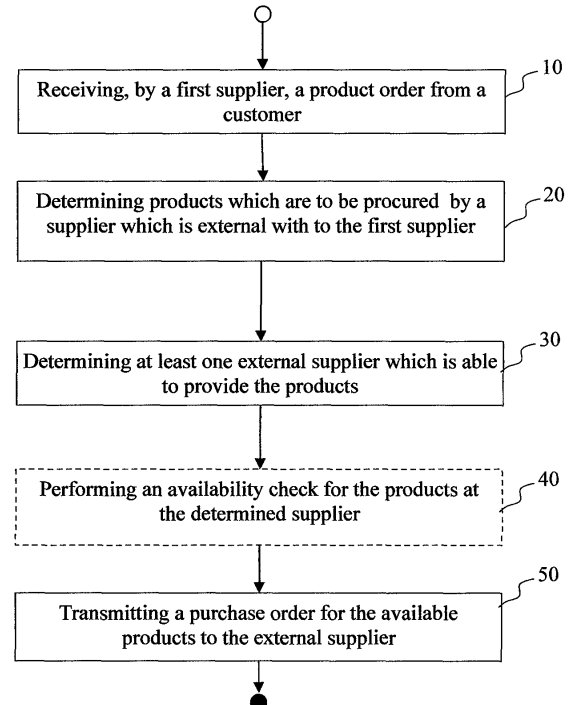 10
Receiving, by a first supplier, a product order from a
customer
20
Determining products which are to be procured by a
supplier which is external with to the first supplier
30
Determining at least one external supplier which is able
to provide the products
40
Performing an availability check for the products at
the determined supplier
50
Transmitting a purchase order for the available
products to the external supplier